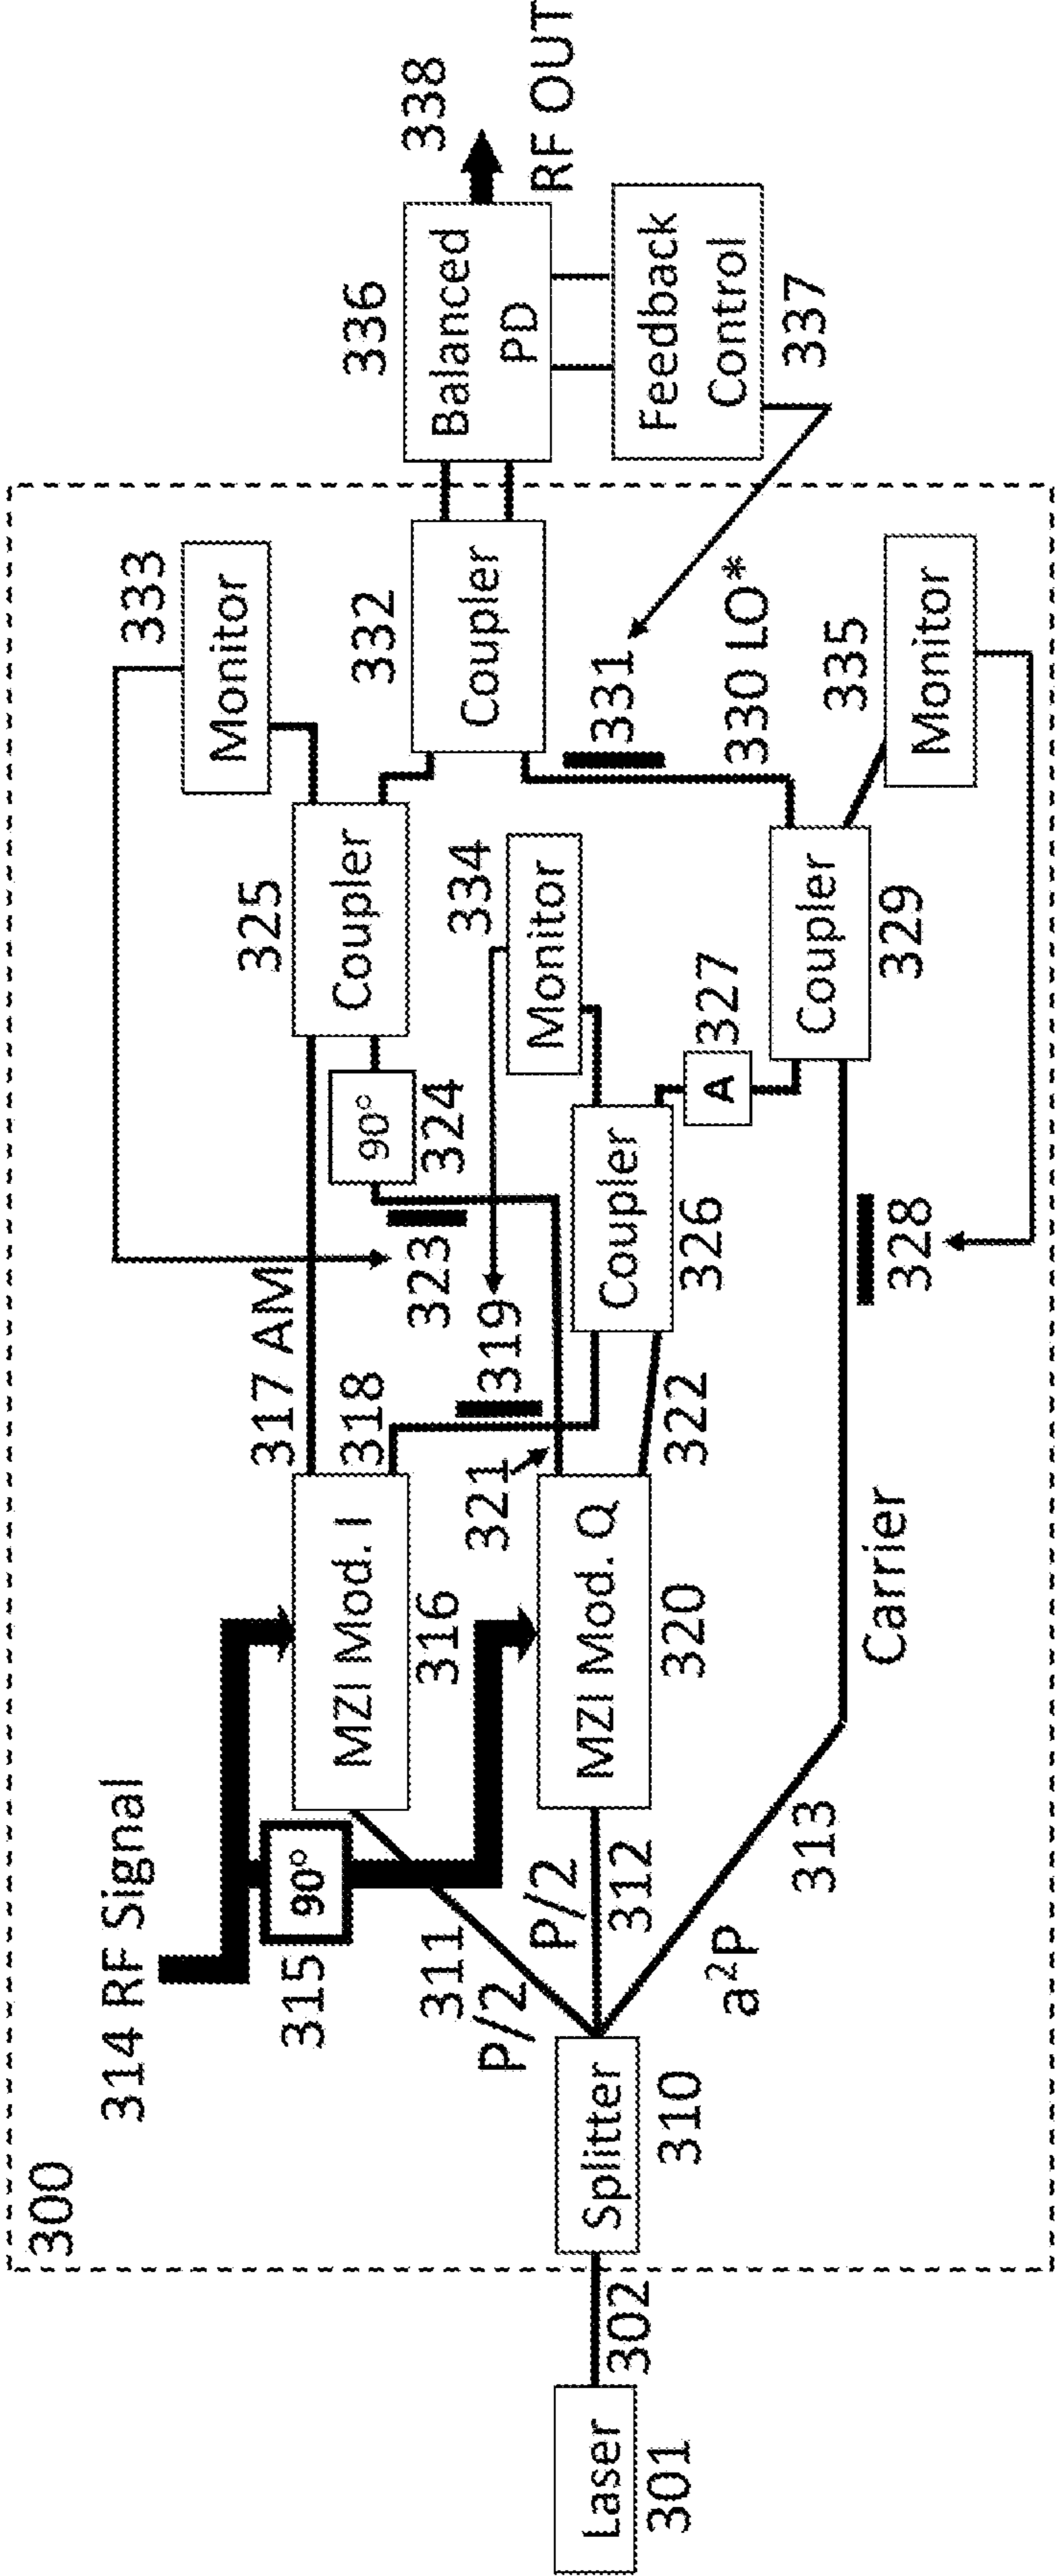 300
314 RF Signal
315
90°
311
P/2
P/2
312
a²P
313
Carrier
Laser
301
302
Splitter
310
MZI Mod. I
316
MZI Mod. Q
320
317 AM
318
319
321
322
323
90°
324
Coupler
325
Coupler
326
A
327
328
Coupler
329
330 LO*
331
Coupler
332
Monitor
333
Monitor
334
Monitor
335
Balanced
PD
336
Feedback
Control
337
338
RF OUT